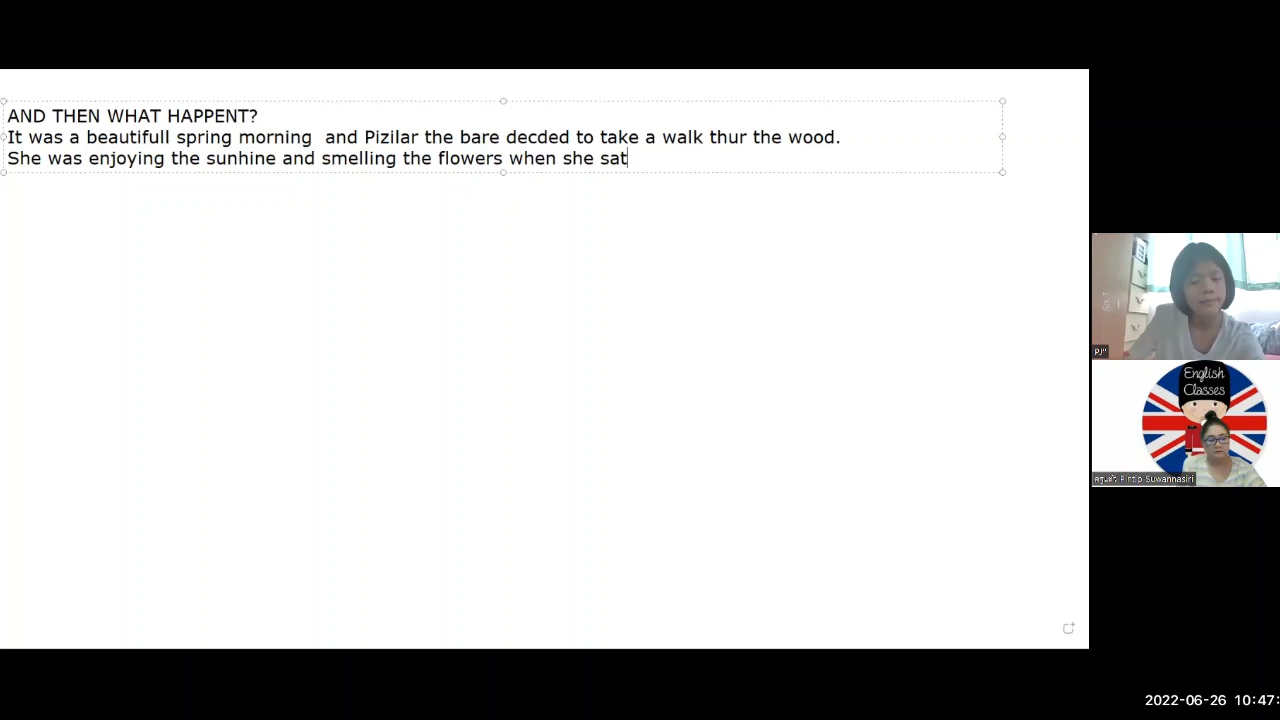 AND THEN WHAT HAPPENT?
It was a beautifull spring morning  and Pizilar the bare decded to take a walk thur the wood.
She was enjoying the sunhine and smelling the flowers when she sat
English
Classes
Pintip Suwannasiri
2022-06-26 10:47: